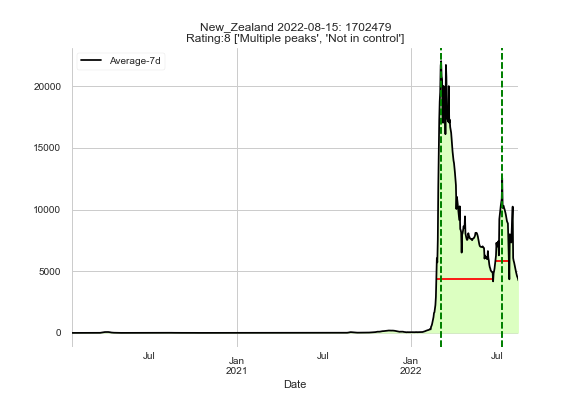 New_Zealand 2022-08-15: 1702479
Rating:8 ['Multiple peaks', 'Not in control']
Average-7d
20000
15000
10000
5000
0
Jul
Jan
2021
Jul
Jan
2022
Jul
Date